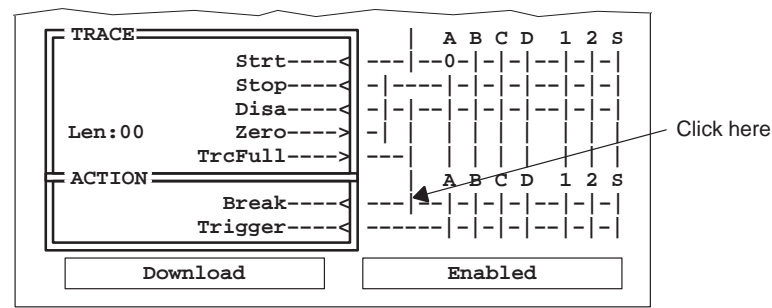 TRACE A B C D 1 2 S
Strt----< ---|--0-|-|-|--|-|-|
Stop----< -|----|-|-|-|--|-|-|
Disa----< -|-|--|-|-|-|--|-|-|
Len:00 Zero----> -| | | | | | | | |
TrcFull----> ---|
ACTION A B C D 1 2 S
Break----< ---|--|-|-|-|--|-|-|
Trigger----< ------|-|-|-|--|-|-|
Click here
Download Enabled